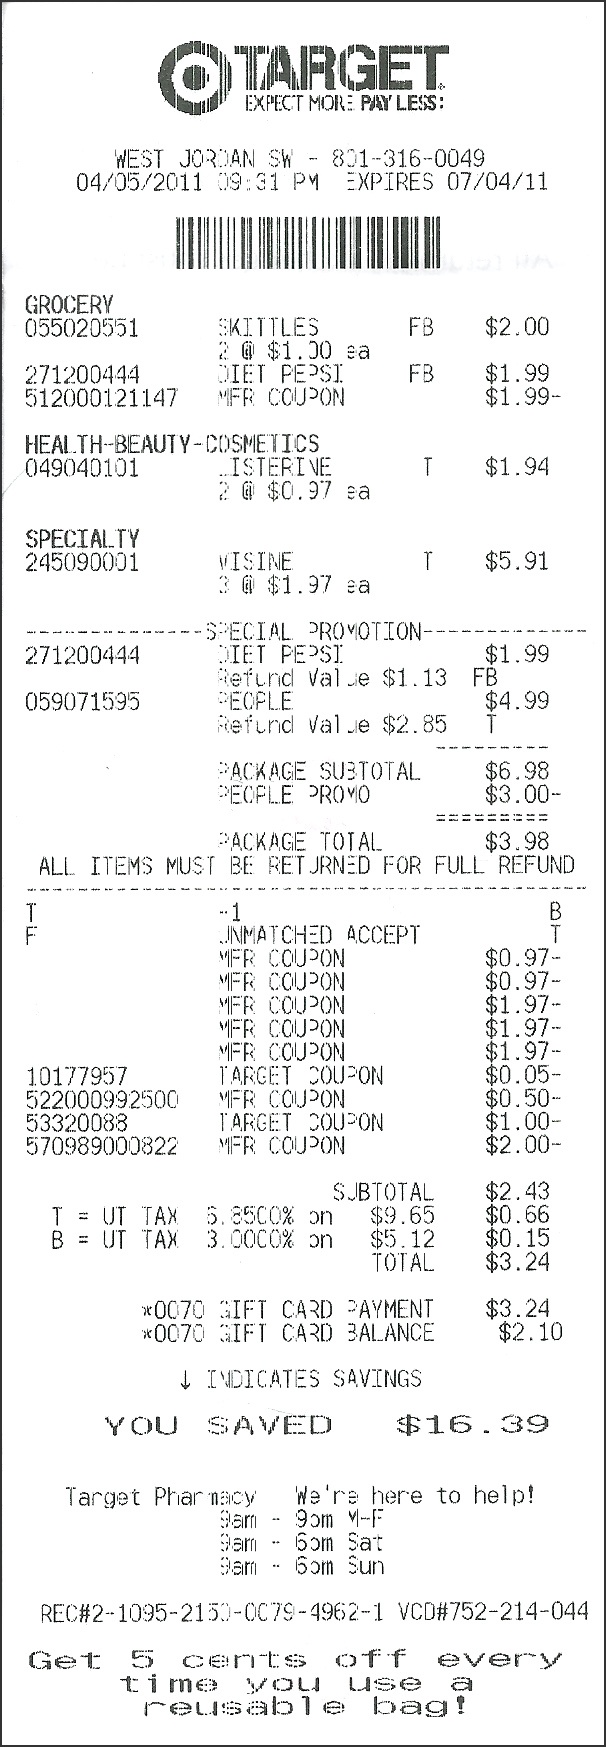 TARGET
EXPECT MORE. PAY LESS.
WEST JORDAN SW - 801-316-0049
04/05/2011 09:31 PM EXPIRES 07/04/11
GROCERY
055020551 SKITTLES FB $2.00
2 @ $1.00 ea
271200444 DIET PEPSI FB $1.99
512000121147 MFR COUPON $1.99-
HEALTH-BEAUTY-COSMETICS
049040101 LISTERINE T $1.94
2 @ $0.97 ea
SPECIALTY
245090001 VISINE T $5.91
3 @ $1.97 ea
--------------SPECIAL PROMOTION-------------
271200444 DIET PEPSI $1.99
Refund Value $1.13 FB
059071595 PEOPLE $4.99
Refund Value $2.85 T
---------
PACKAGE SUBTOTAL $6.98
PEOPLE PROMO $3.00-
=========
PACKAGE TOTAL $3.98
ALL ITEMS MUST BE RETURNED FOR FULL REFUND
--------------------------------------------
T -1 B
F UNMATCHED ACCEPT T
MFR COUPON $0.97-
MFR COUPON $0.97-
MFR COUPON $1.97-
MFR COUPON $1.97-
MFR COUPON $1.97-
10177957 TARGET COUPON $0.05-
522000992500 MFR COUPON $0.50-
53320088 TARGET COUPON $1.00-
570989000822 MFR COUPON $2.00-
SUBTOTAL $2.43
T = UT TAX 6.8500% on $9.65 $0.66
B = UT TAX 3.0000% on $5.12 $0.15
TOTAL $3.24
*0070 GIFT CARD PAYMENT $3.24
*0070 GIFT CARD BALANCE $2.10
↓ INDICATES SAVINGS
YOU SAVED $16.39
Target Pharmacy We're here to help!
9am - 9pm M-F
9am - 6pm Sat
9am - 6pm Sun
REC#2-1095-2150-0079-4962-1 VCD#752-214-044
Get 5 cents off every
time you use a
reusable bag!